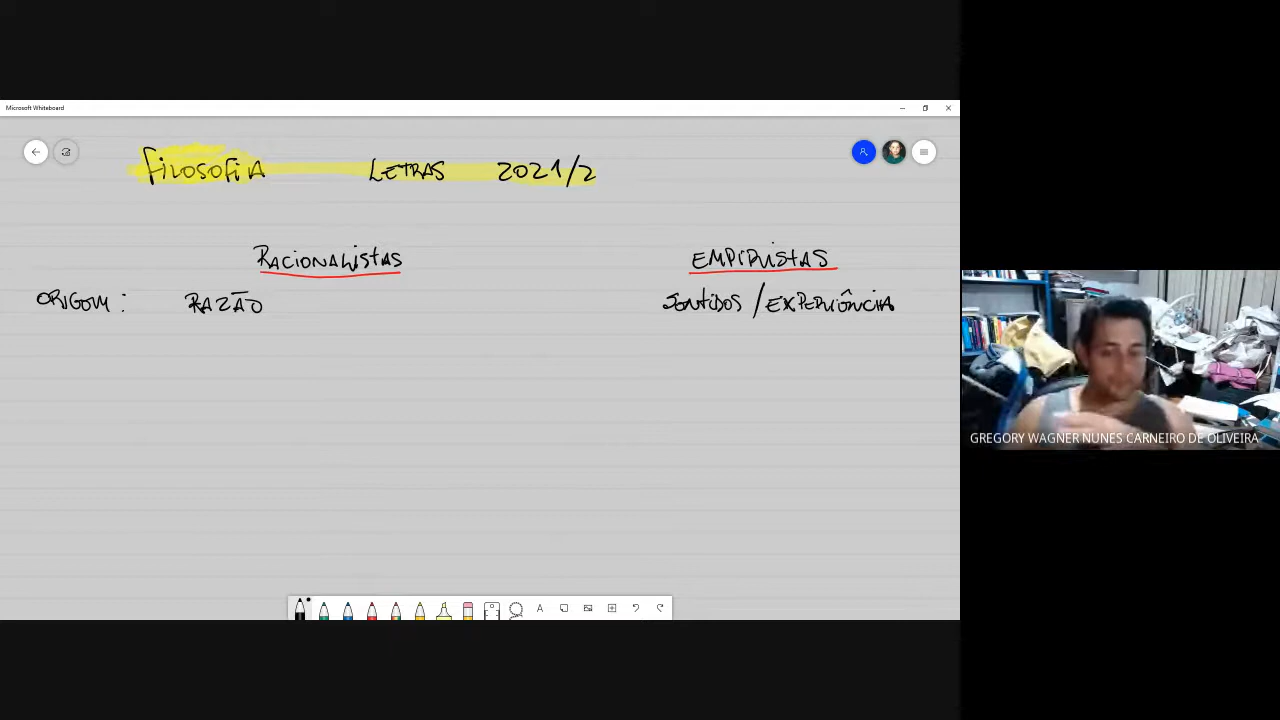 Microsoft Whiteboard
FILOSOFIA LETRAS 2021/2
RACIONALISTAS EMPIRISTAS
ORIGEM: RAZÃO SENTIDOS / EXPERIÊNCIA
GREGORY WAGNER NUNES CARNEIRO DE OLIVEIRA